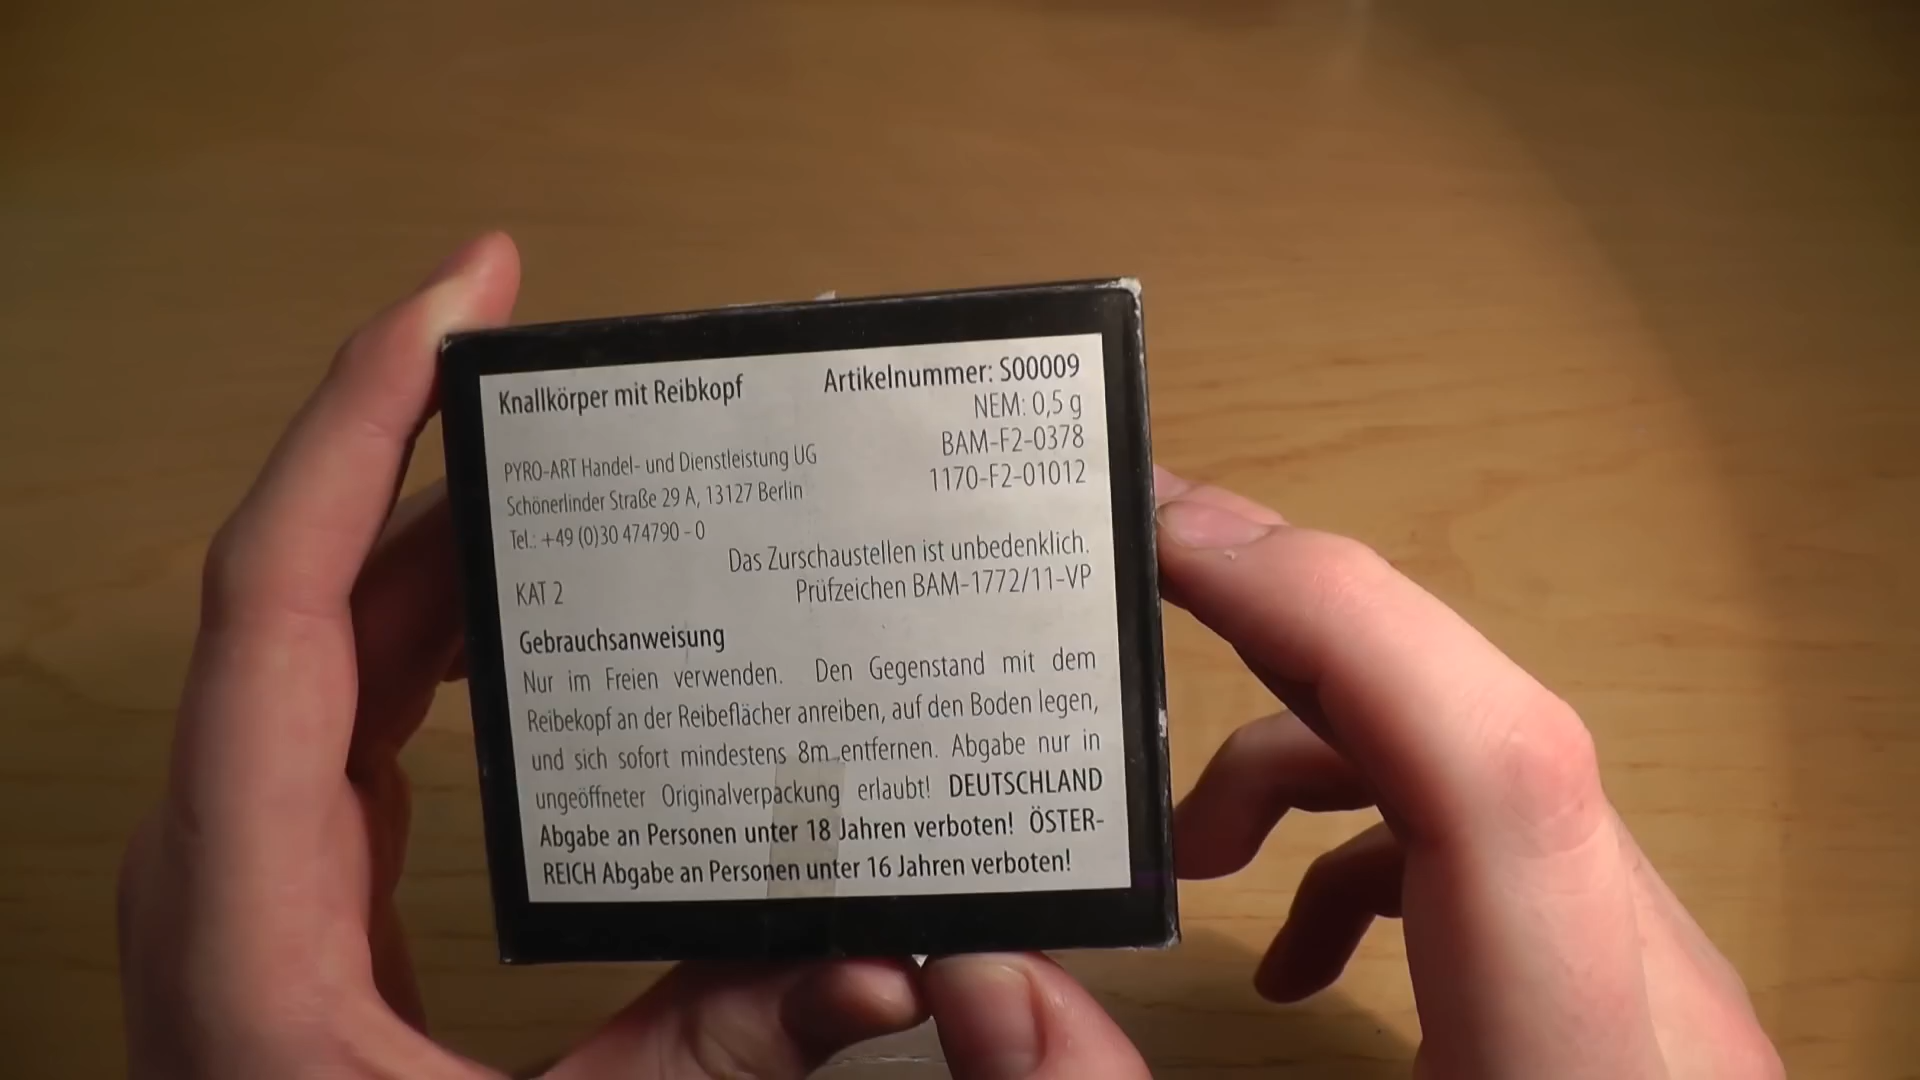 Knallkörper mit Reibkopf
Artikelnummer: S00009
NEM: 0,5 g
BAM-F2-0378
1170-F2-01012
PYRO-ART Handel- und Dienstleistung UG
Schönerlinder Straße 29 A, 13127 Berlin
Tel.: +49 (0)30 474790 - 0
Das Zurschaustellen ist unbedenklich.
Prüfzeichen BAM-1772/11-VP
KAT 2
Gebrauchsanweisung
Nur im Freien verwenden. Den Gegenstand mit dem
Reibekopf an der Reibeflächer anreiben, auf den Boden legen,
und sich sofort mindestens 8m entfernen. Abgabe nur in
ungeöffneter Originalverpackung erlaubt! DEUTSCHLAND
Abgabe an Personen unter 18 Jahren verboten! ÖSTER-
REICH Abgabe an Personen unter 16 Jahren verboten!